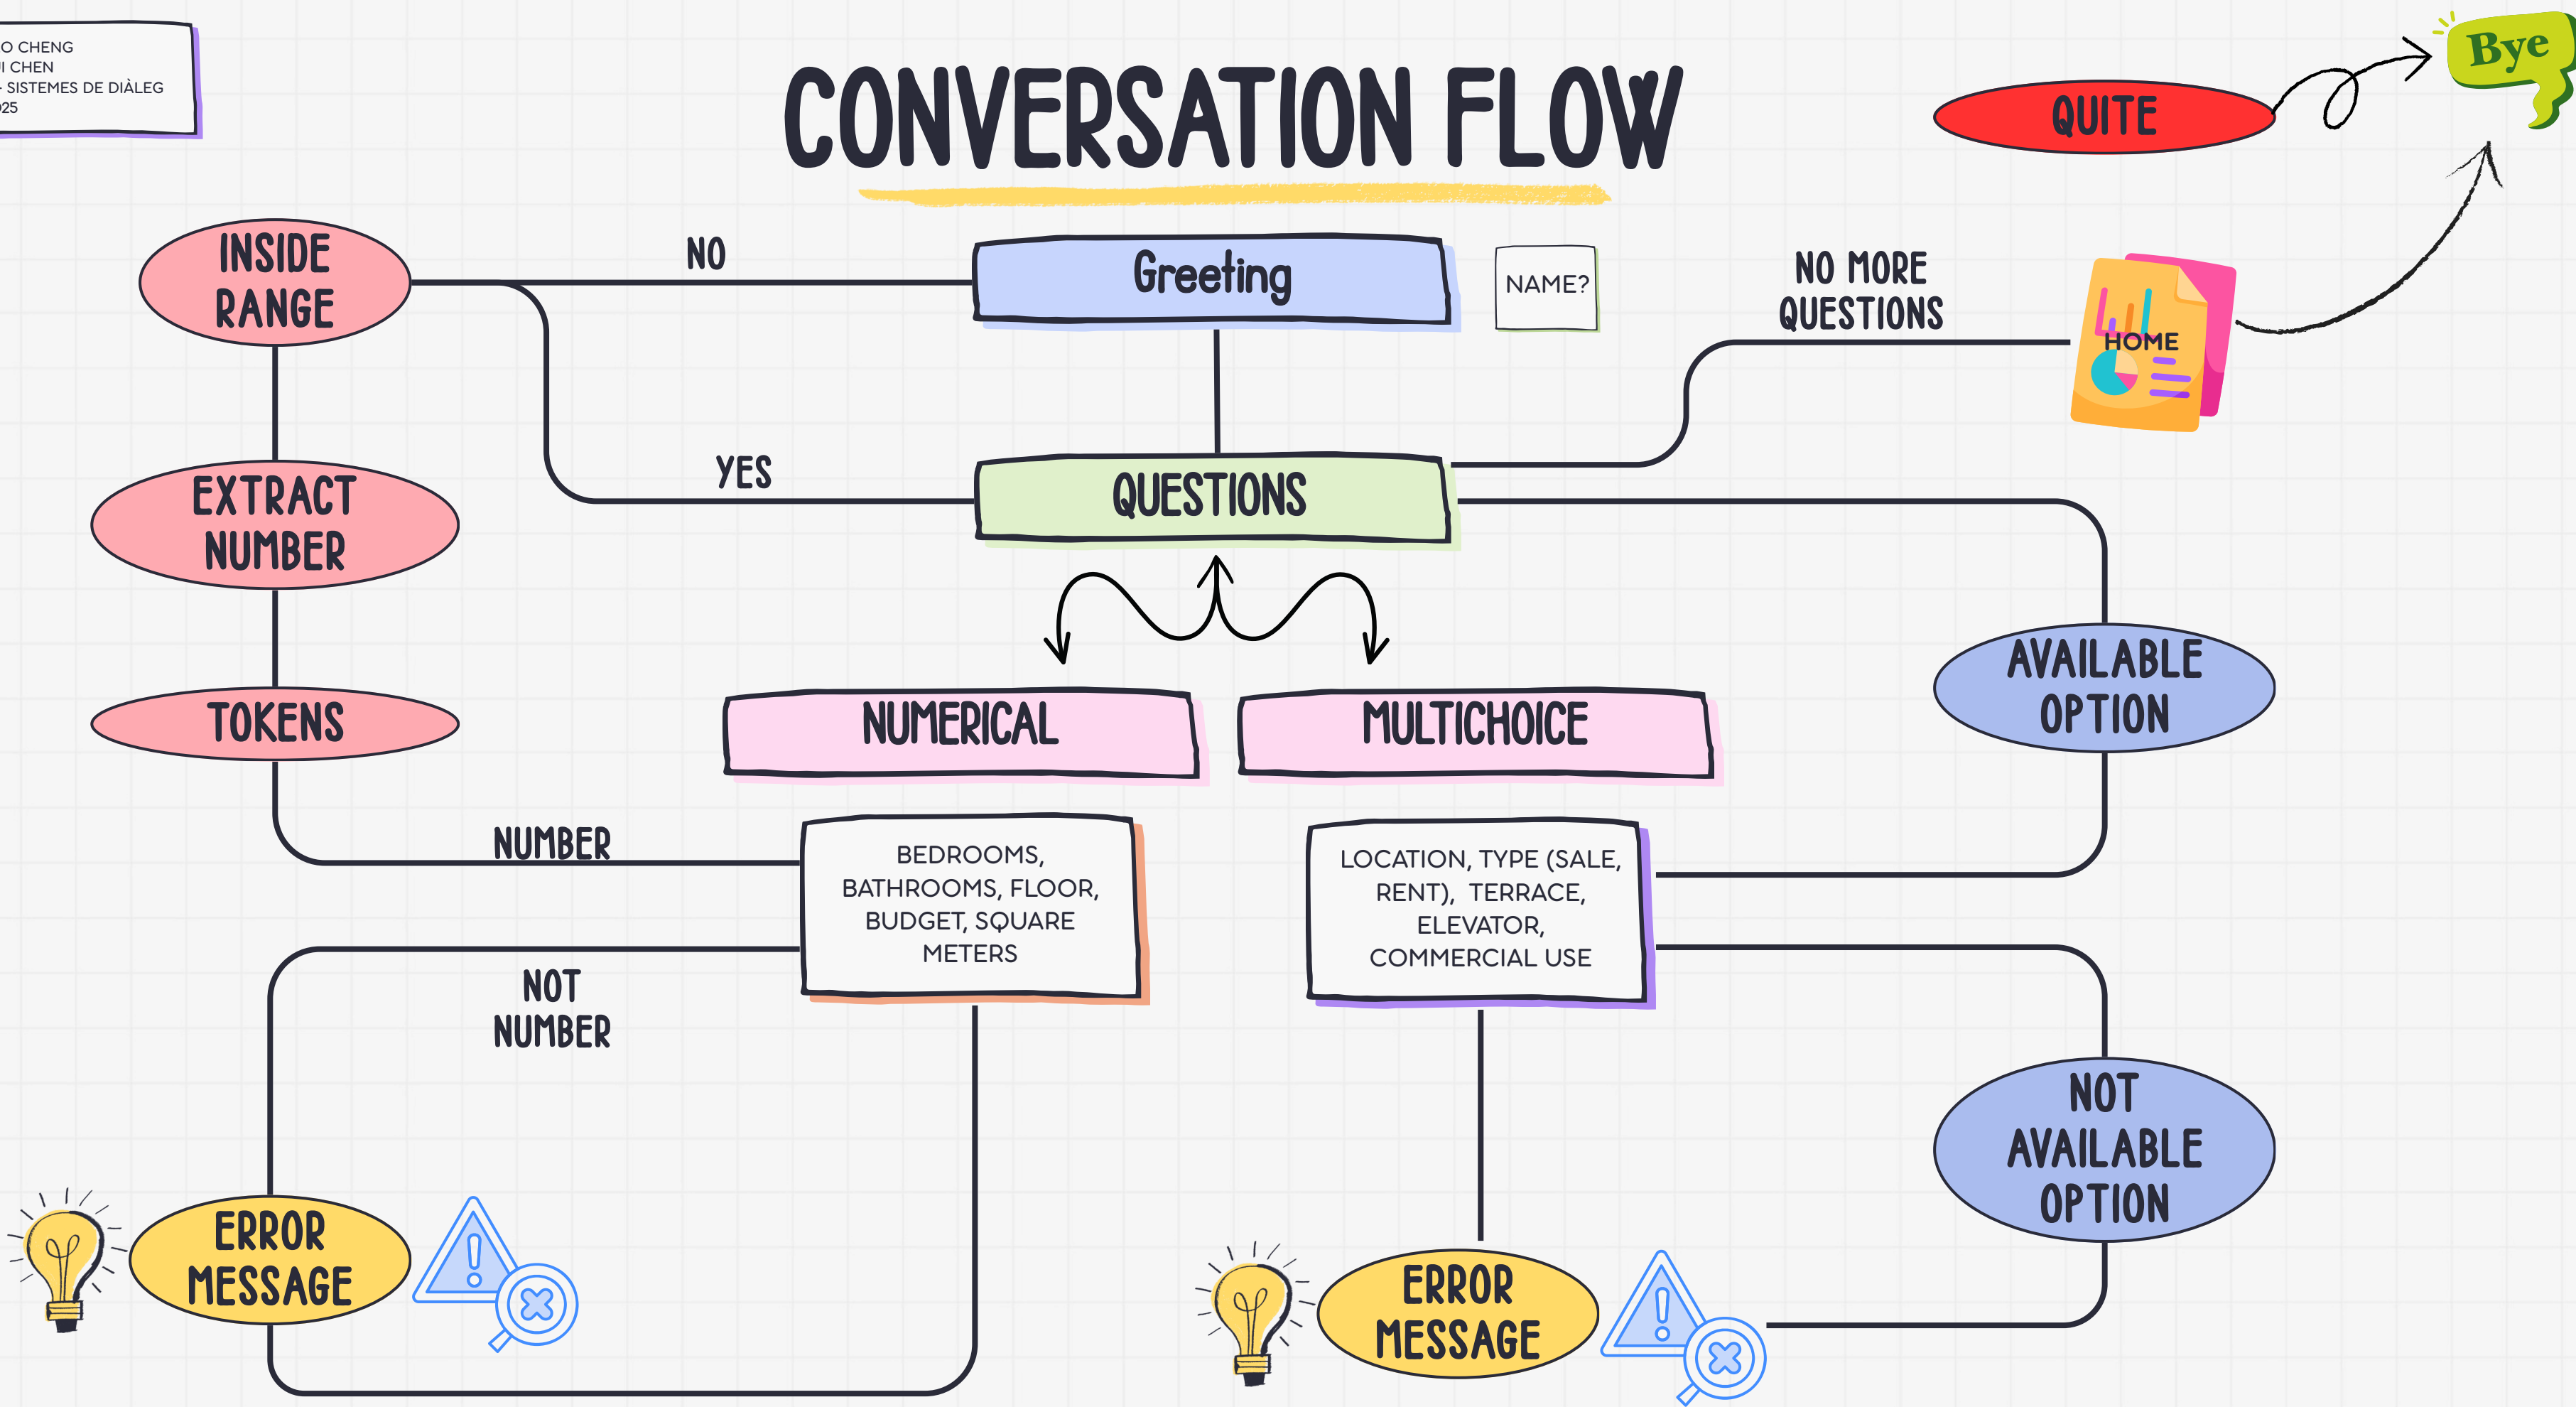 O CHENG
I CHEN
- SISTEMES DE DIÀLEG
025
CONVERSATION FLOW
QUITE
Bye
INSIDE
RANGE
NO
Greeting
NAME?
NO MORE
QUESTIONS
HOME
YES
QUESTIONS
EXTRACT
NUMBER
AVAILABLE
OPTION
TOKENS
NUMERICAL
MULTICHOICE
NUMBER
BEDROOMS,
BATHROOMS, FLOOR,
BUDGET, SQUARE
METERS
LOCATION, TYPE (SALE,
RENT), TERRACE,
ELEVATOR,
COMMERCIAL USE
NOT
NUMBER
NOT
AVAILABLE
OPTION
ERROR
MESSAGE
ERROR
MESSAGE